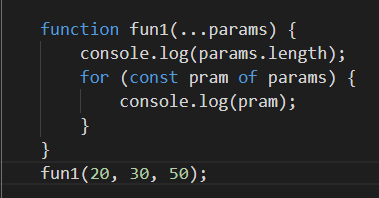 function fun1(...params) {
    console.log(params.length);
    for (const pram of params) {
        console.log(pram);
    }
}
fun1(20, 30, 50);